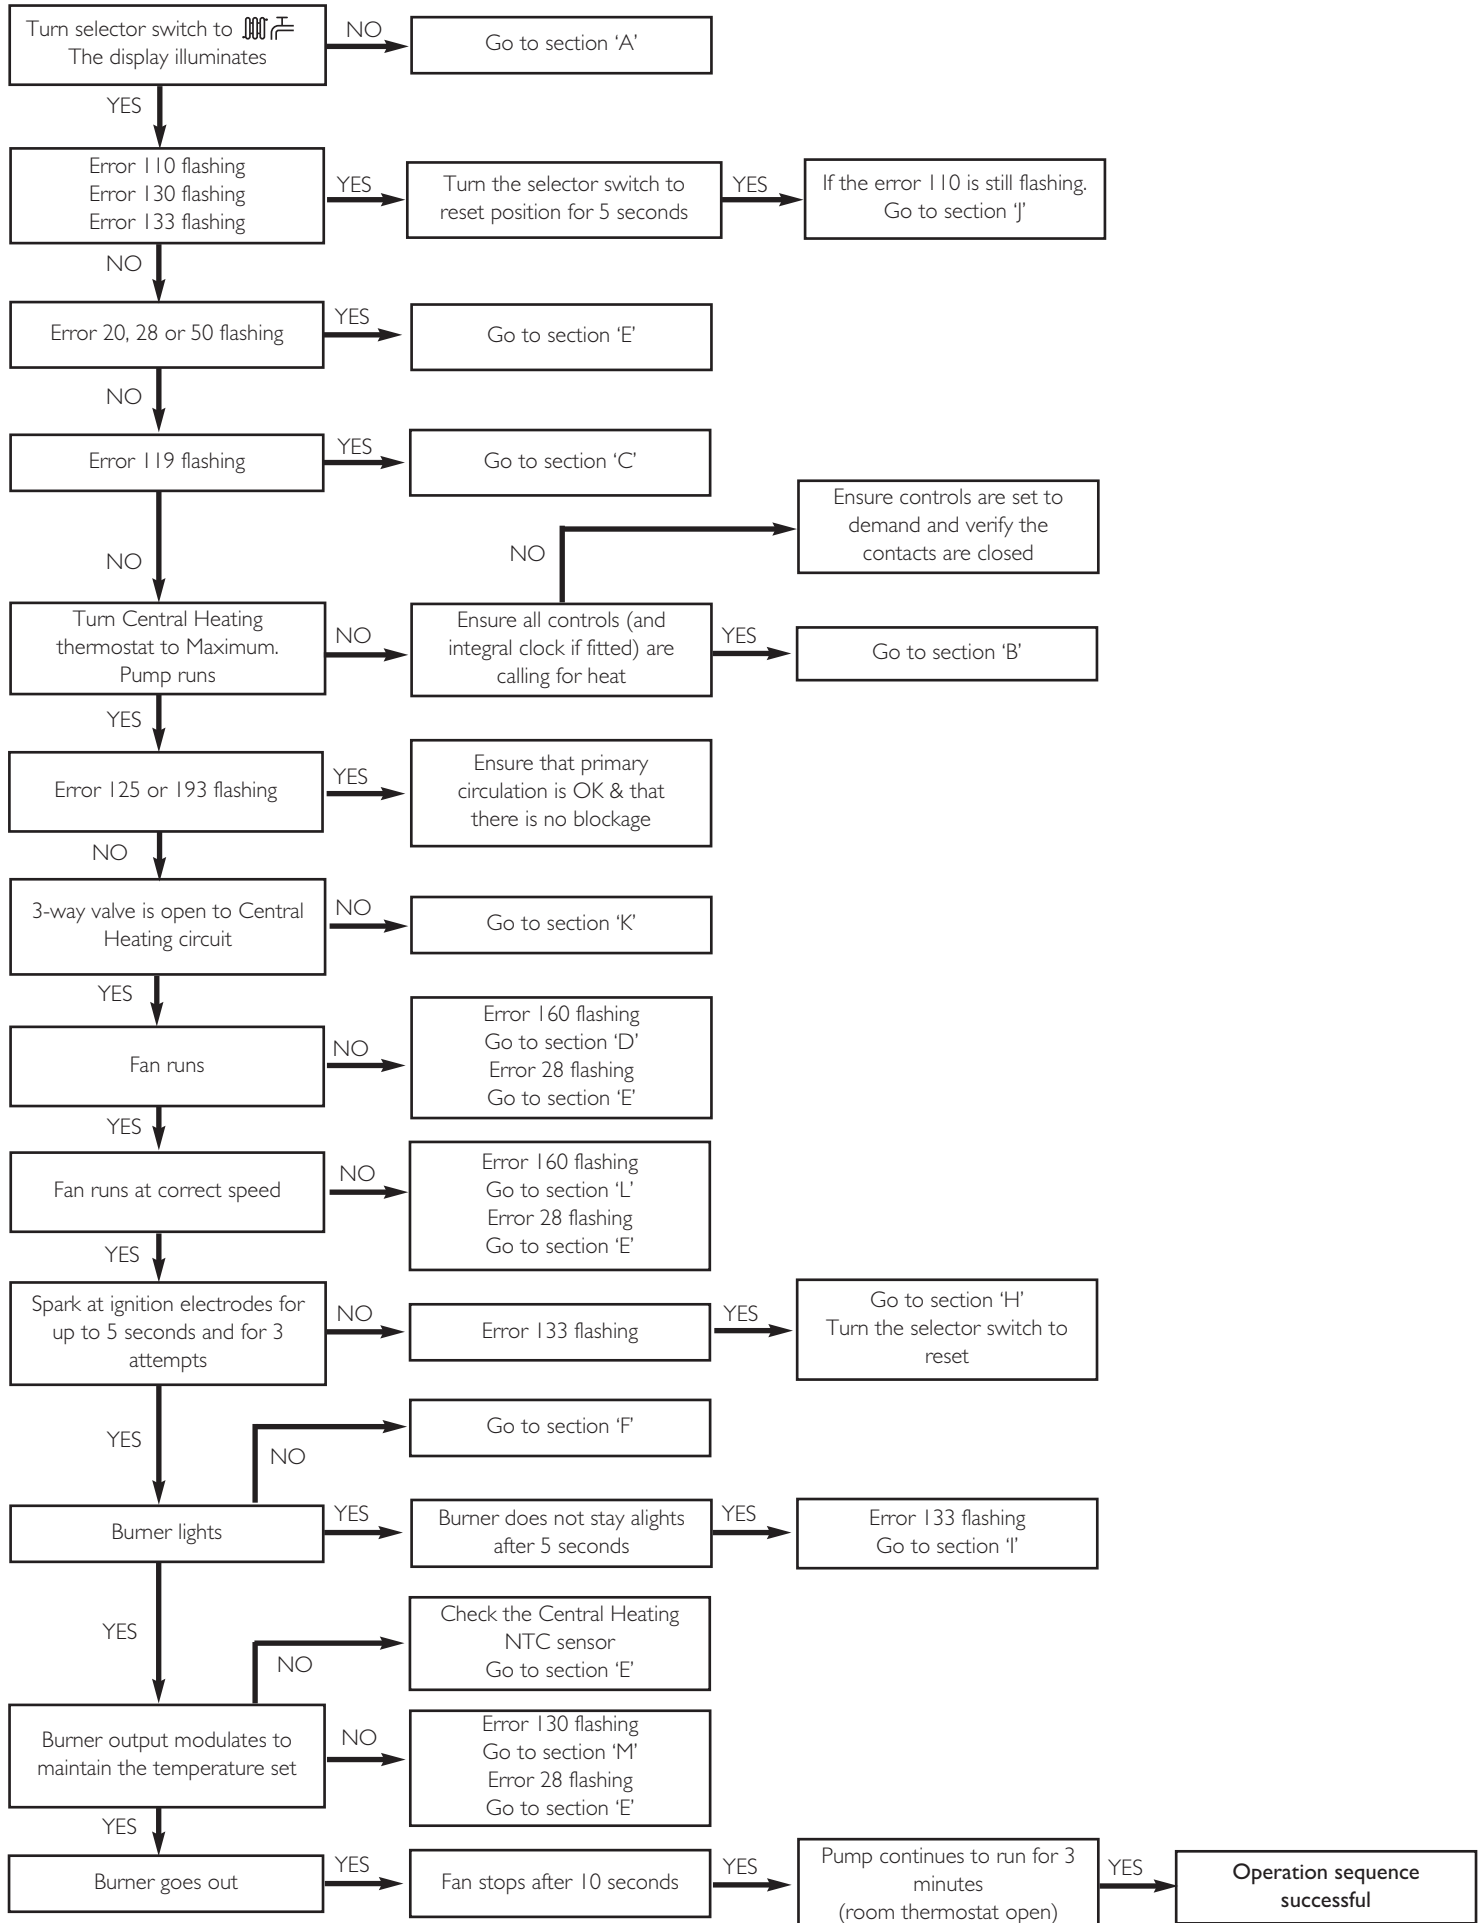 Turn selector switch to
The display illuminates
NO
Go to section ‘A’
YES
Error 110 flashing
Error 130 flashing
Error 133 flashing
YES
Turn the selector switch to
reset position for 5 seconds
YES
If the error 110 is still flashing.
Go to section ‘J’
NO
Error 20, 28 or 50 flashing
YES
Go to section ‘E’
NO
Error 119 flashing
YES
Go to section ‘C’
NO
Turn Central Heating
thermostat to Maximum.
Pump runs
NO
Ensure all controls (and
integral clock if fitted) are
calling for heat
NO
Ensure controls are set to
demand and verify the
contacts are closed
YES
Go to section ‘B’
YES
Error 125 or 193 flashing
YES
Ensure that primary
circulation is OK & that
there is no blockage
NO
3-way valve is open to Central
Heating circuit
NO
Go to section ‘K’
YES
Fan runs
NO
Error 160 flashing
Go to section ‘D’
Error 28 flashing
Go to section ‘E’
YES
Fan runs at correct speed
NO
Error 160 flashing
Go to section ‘L’
Error 28 flashing
Go to section ‘E’
YES
Spark at ignition electrodes for
up to 5 seconds and for 3
attempts
NO
Error 133 flashing
YES
Go to section ‘H’
Turn the selector switch to
reset
YES
NO
Go to section ‘F’
Burner lights
YES
Burner does not stay alights
after 5 seconds
YES
Error 133 flashing
Go to section ‘I’
YES
NO
Check the Central Heating
NTC sensor
Go to section ‘E’
Burner output modulates to
maintain the temperature set
NO
Error 130 flashing
Go to section ‘M’
Error 28 flashing
Go to section ‘E’
YES
Burner goes out
YES
Fan stops after 10 seconds
YES
Pump continues to run for 3
minutes
(room thermostat open)
YES
Operation sequence
successful